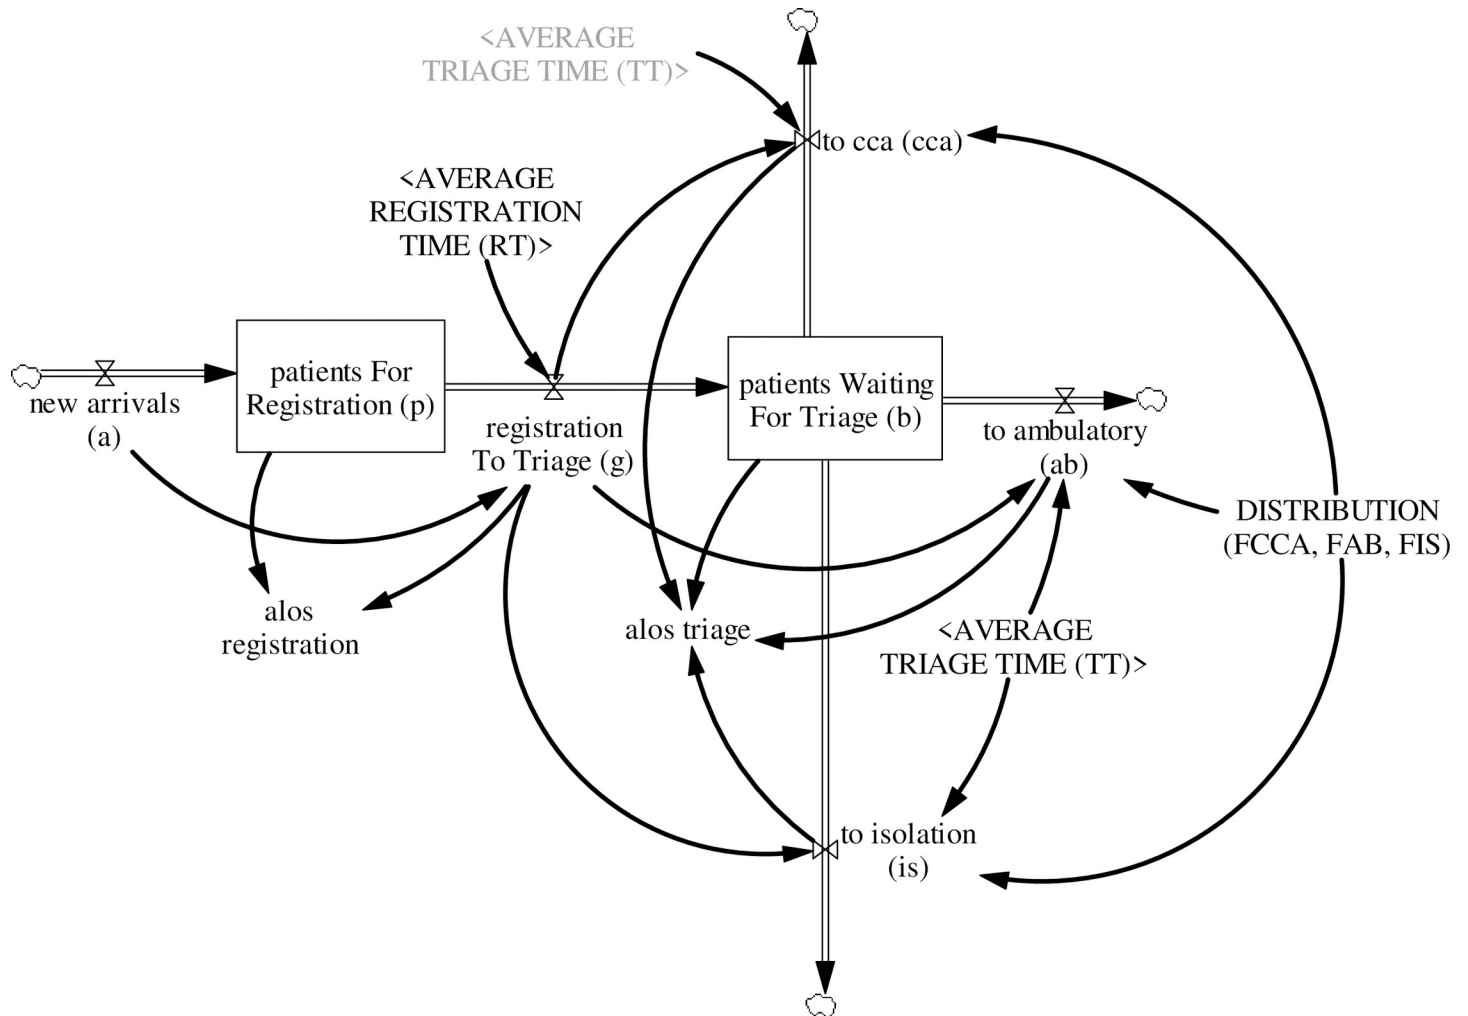 <AVERAGE
TRIAGE TIME (TT)>
to cca (cca)
<AVERAGE
REGISTRATION
TIME (RT)>
patients For
Registration (p)
new arrivals
(a)
registration
To Triage (g)
patients Waiting
For Triage (b)
to ambulatory
(ab)
DISTRIBUTION
(FCCA, FAB, FIS)
alos
registration
alos triage
<AVERAGE
TRIAGE TIME (TT)>
to isolation
(is)